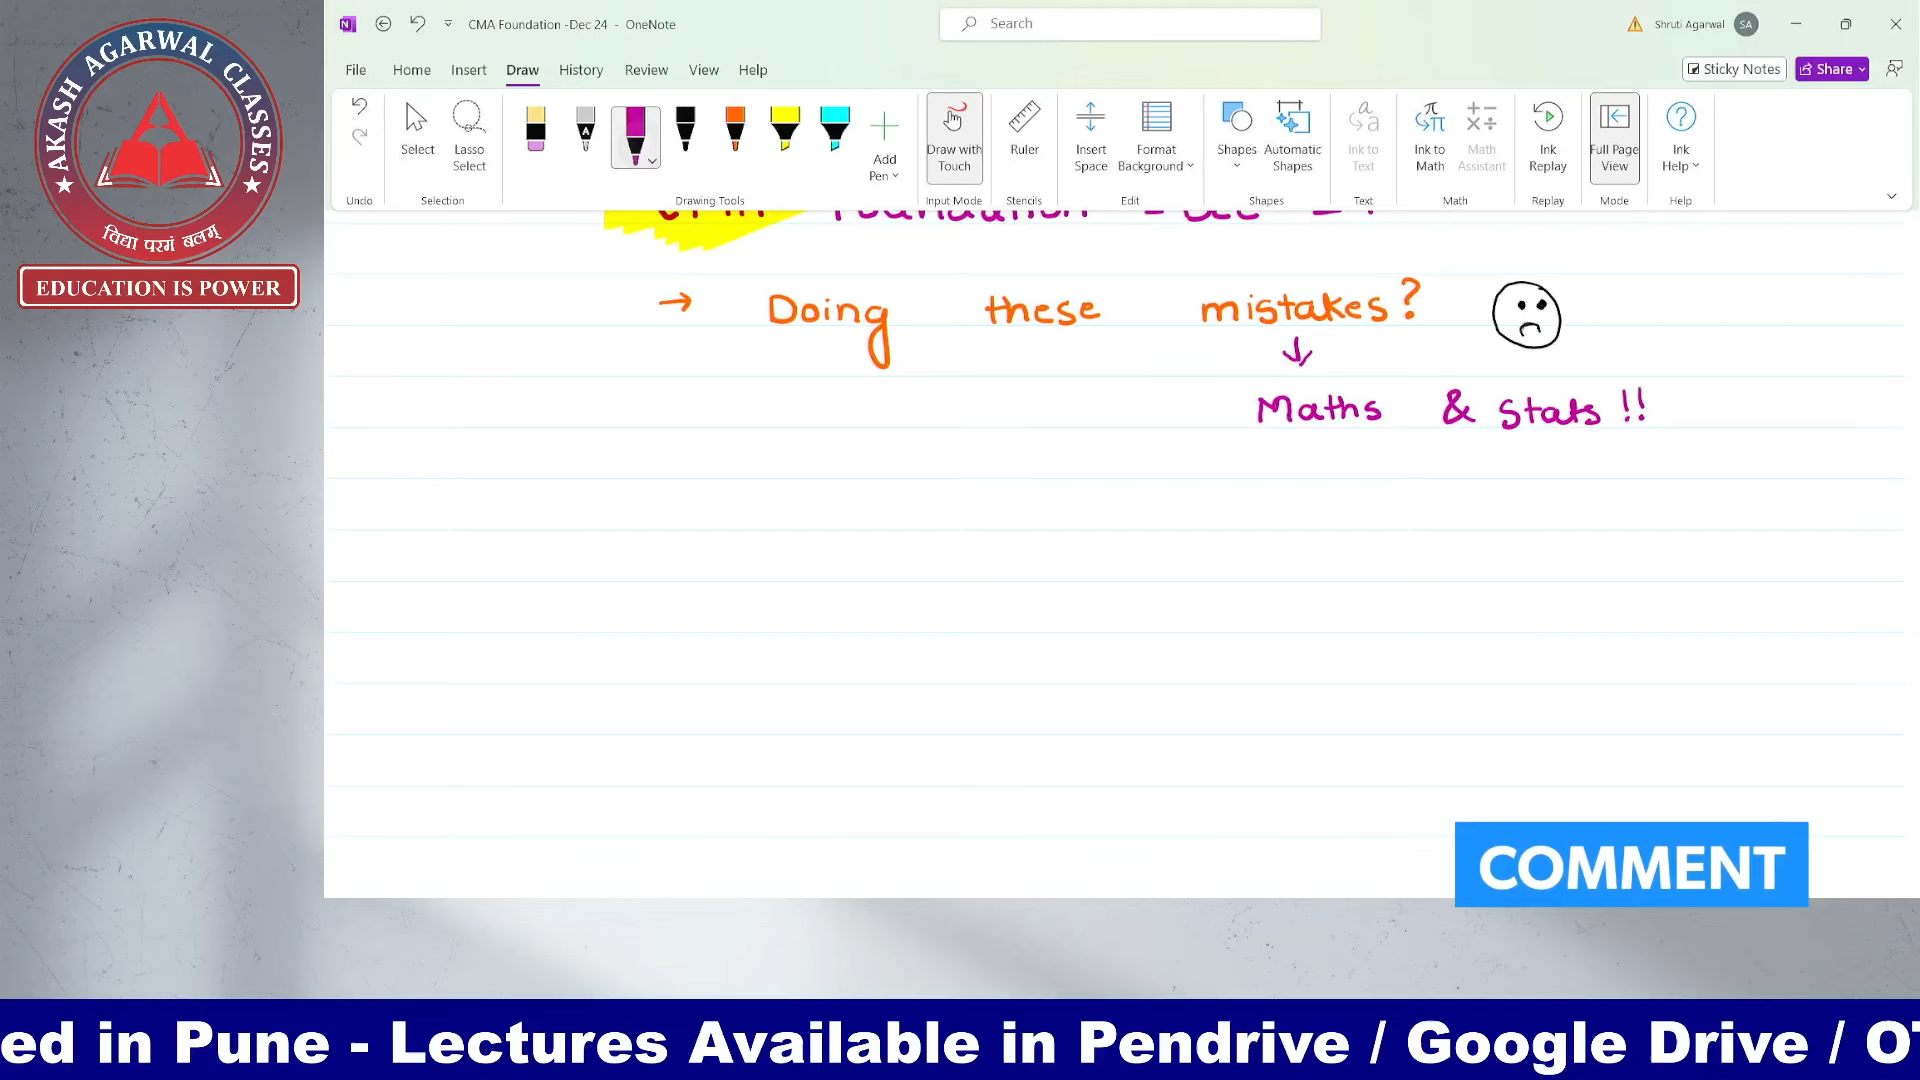 AKASH AGARWAL CLASSES
विद्या परमं बलम्
EDUCATION IS POWER
CMA Foundation -Dec 24 - OneNote
Search
Shruti Agarwal SA
File Home Insert Draw History Review View Help
Sticky Notes Share
Select
Lasso Select
Add Pen
Draw with Touch
Ruler
Insert Space
Format Background
Shapes
Automatic Shapes
Ink to Text
Ink to Math
Math Assistant
Ink Replay
Full Page View
Ink Help
Undo Selection Drawing Tools Input Mode Stencils Edit Shapes Text Math Replay Mode Help
Foundation - Dec
→ Doing these mistakes?
↓
Maths & Stats !!
COMMENT
ed in Pune - Lectures Available in Pendrive / Google Drive / OT